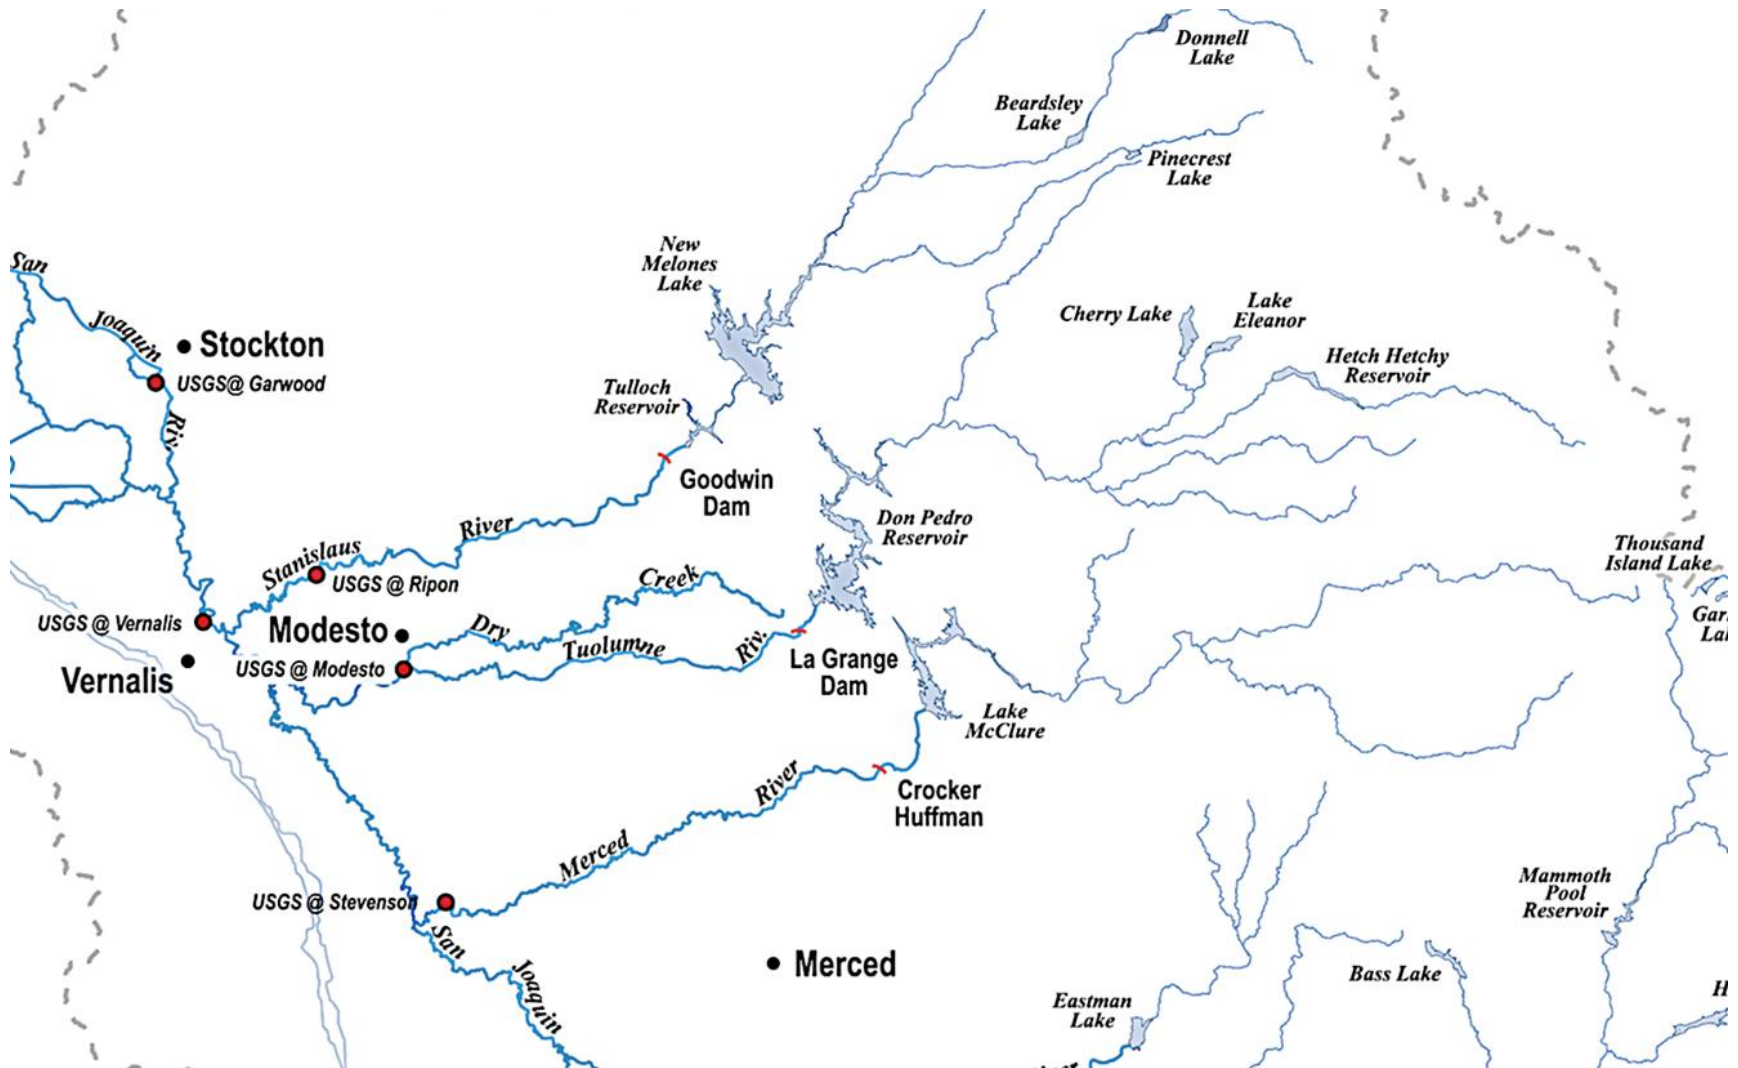 Donnell
Lake
Beardsley
Lake
Pinecrest
Lake
New
Melones
Lake
San
Joaquin
Riv.
Stockton
USGS@ Garwood
Cherry Lake
Lake
Eleanor
Hetch Hetchy
Reservoir
Tulloch
Reservoir
Goodwin
Dam
Don Pedro
Reservoir
Stanislaus
River
USGS @ Ripon
Thousand
Island Lake
Dry
Creek
USGS @ Vernalis
Modesto
USGS @ Modesto
Tuolumne
Riv.
La Grange
Dam
Vernalis
Lake
McClure
Crocker
Huffman
Merced
River
USGS @ Stevenson
San
Joaquin
Merced
Mammoth
Pool
Reservoir
Bass Lake
Eastman
Lake
H